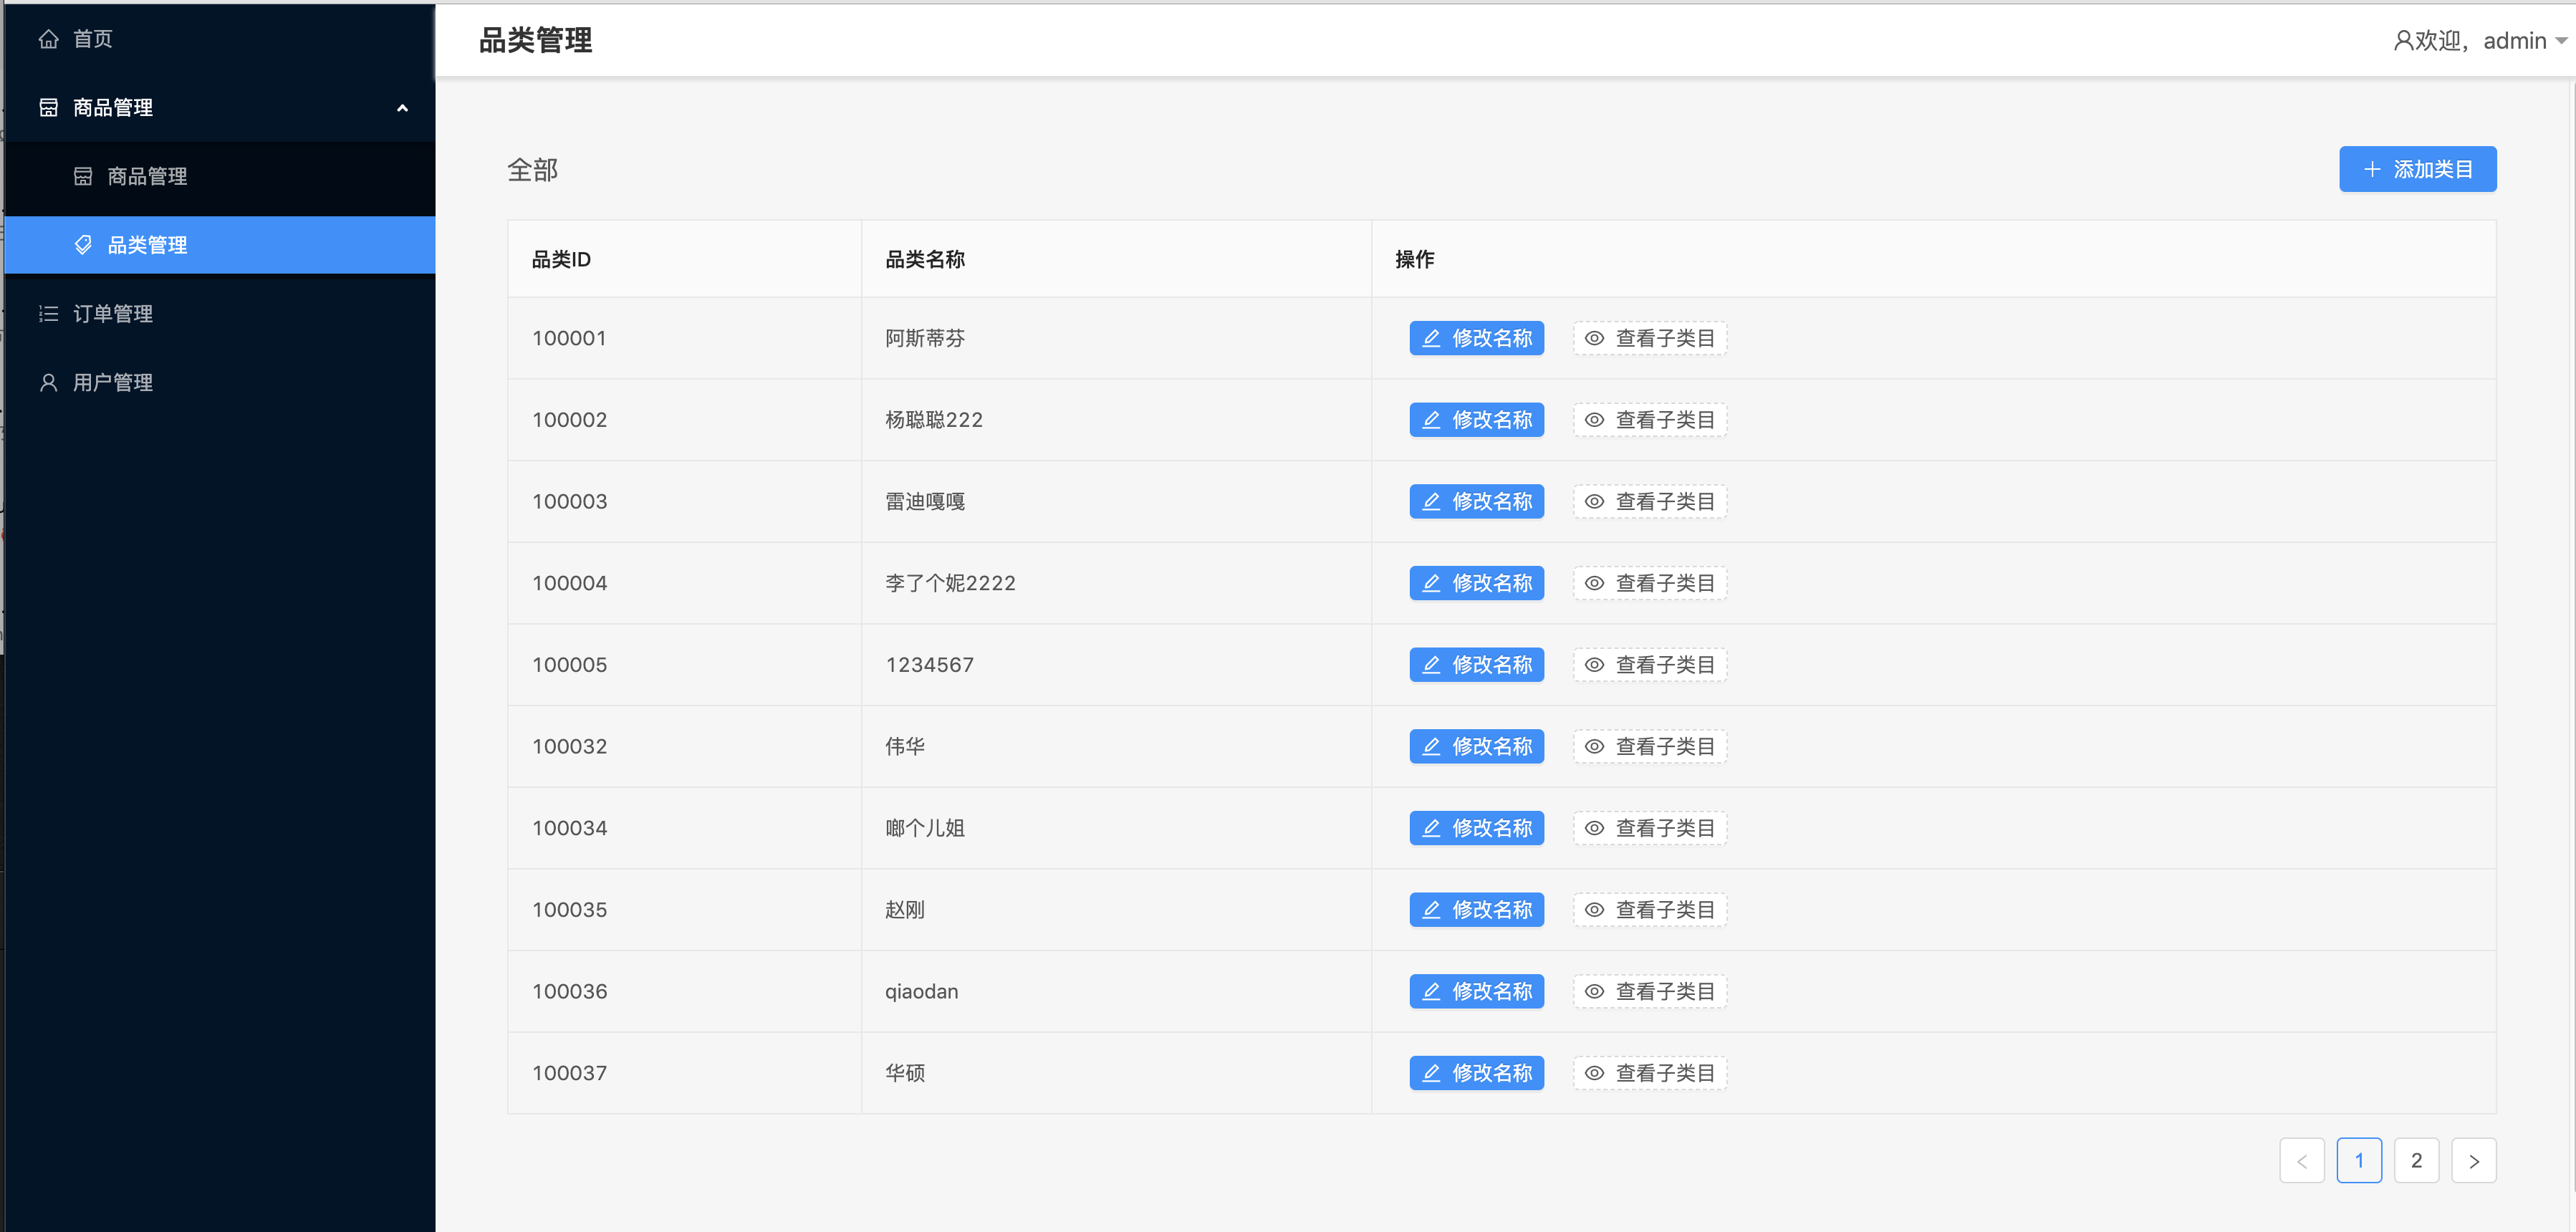 首页
商品管理
商品管理
品类管理
订单管理
用户管理
品类管理
欢迎，admin
全部
添加类目
品类ID 品类名称 操作
100001 阿斯蒂芬 修改名称 查看子类目
100002 杨聪聪222 修改名称 查看子类目
100003 雷迪嘎嘎 修改名称 查看子类目
100004 李了个妮2222 修改名称 查看子类目
100005 1234567 修改名称 查看子类目
100032 伟华 修改名称 查看子类目
100034 啷个儿姐 修改名称 查看子类目
100035 赵刚 修改名称 查看子类目
100036 qiaodan 修改名称 查看子类目
100037 华硕 修改名称 查看子类目
< 1 2 >